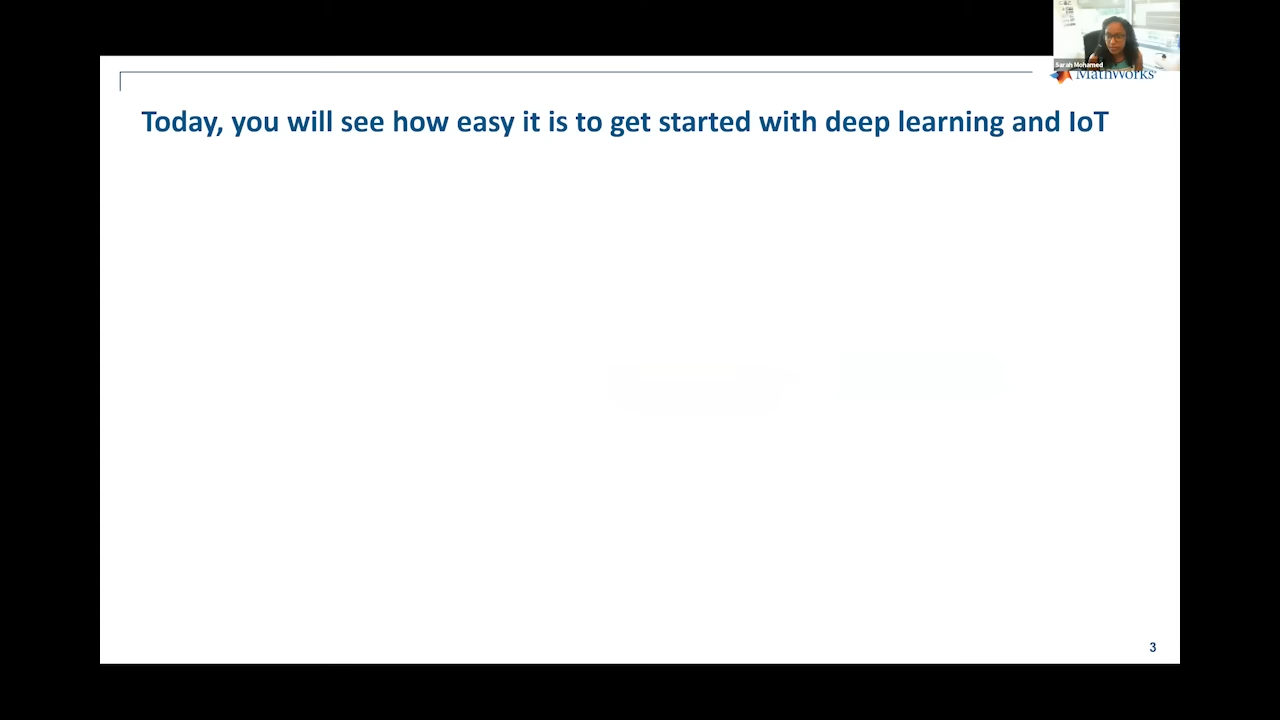 Sarah Mohamed
MathWorks®
Today, you will see how easy it is to get started with deep learning and IoT
3